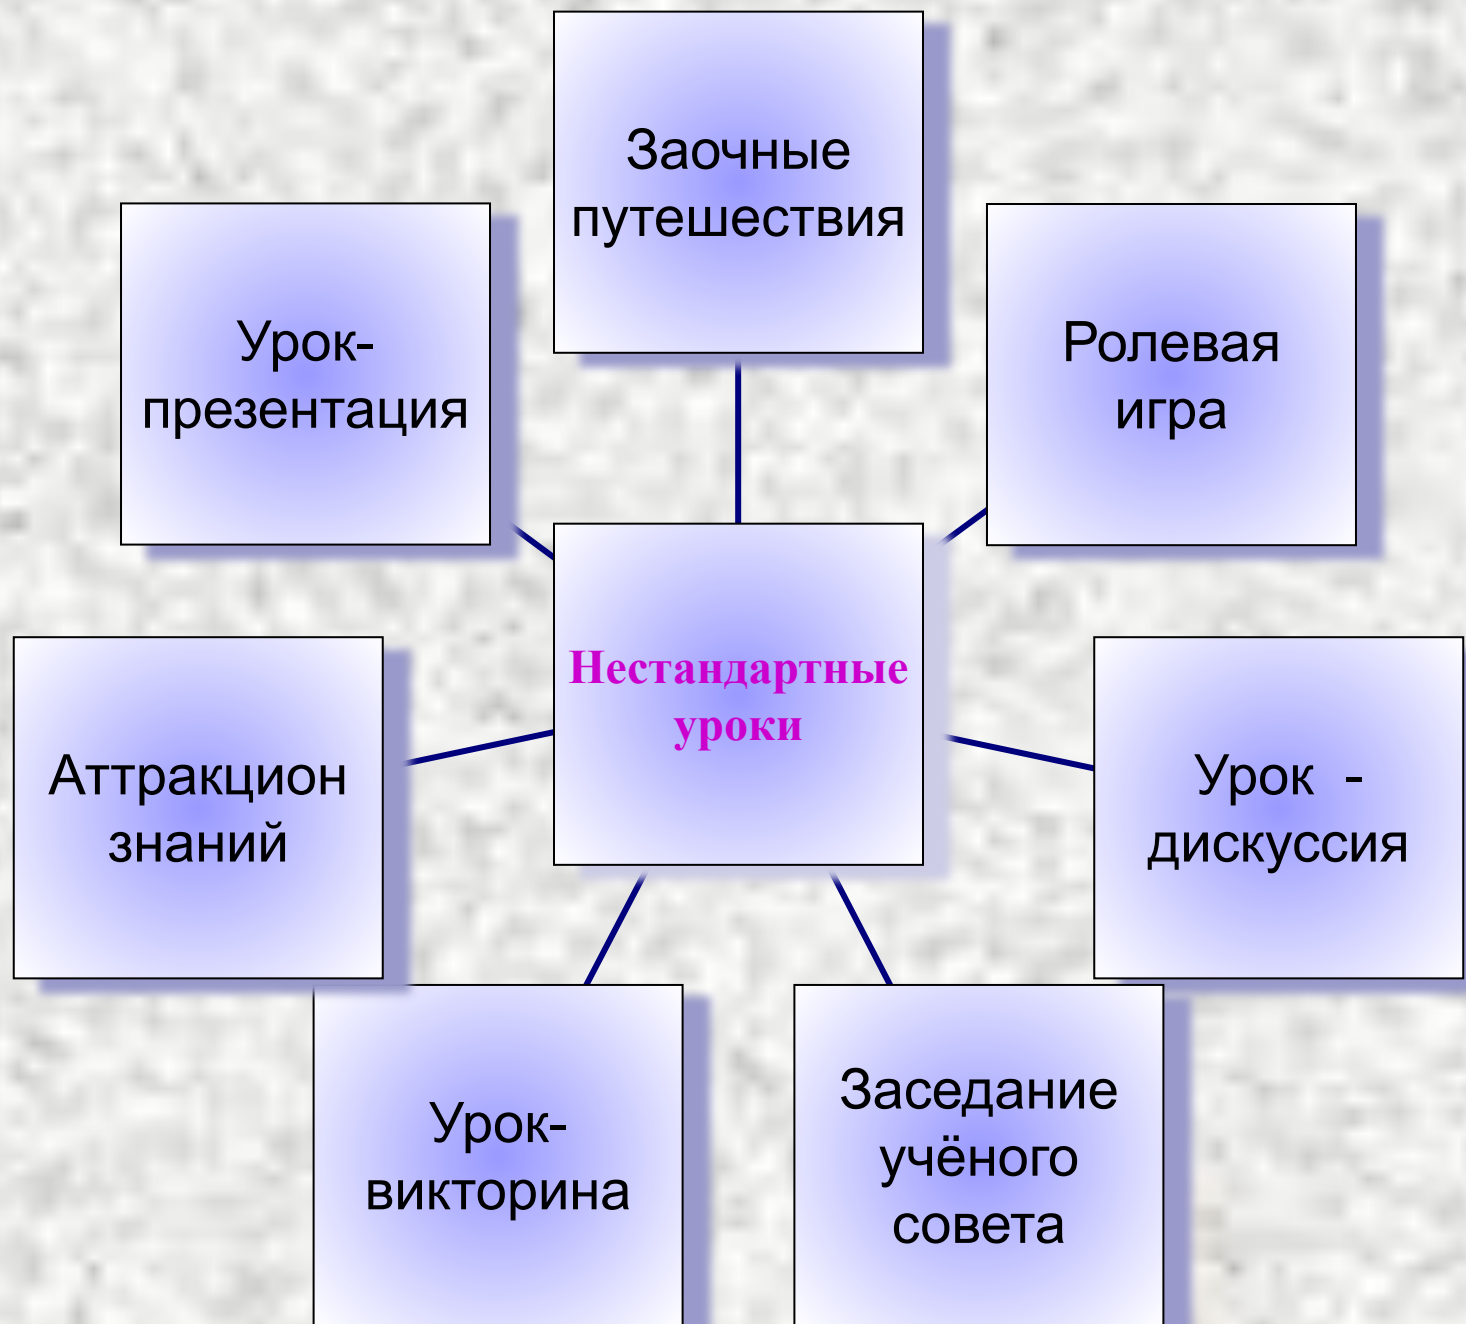 Заочные
путешествия
Урок-
презентация
Ролевая
игра
Нестандартные
уроки
Аттракцион
знаний
Урок  -
дискуссия
Урок-
викторина
Заседание
учёного
совета